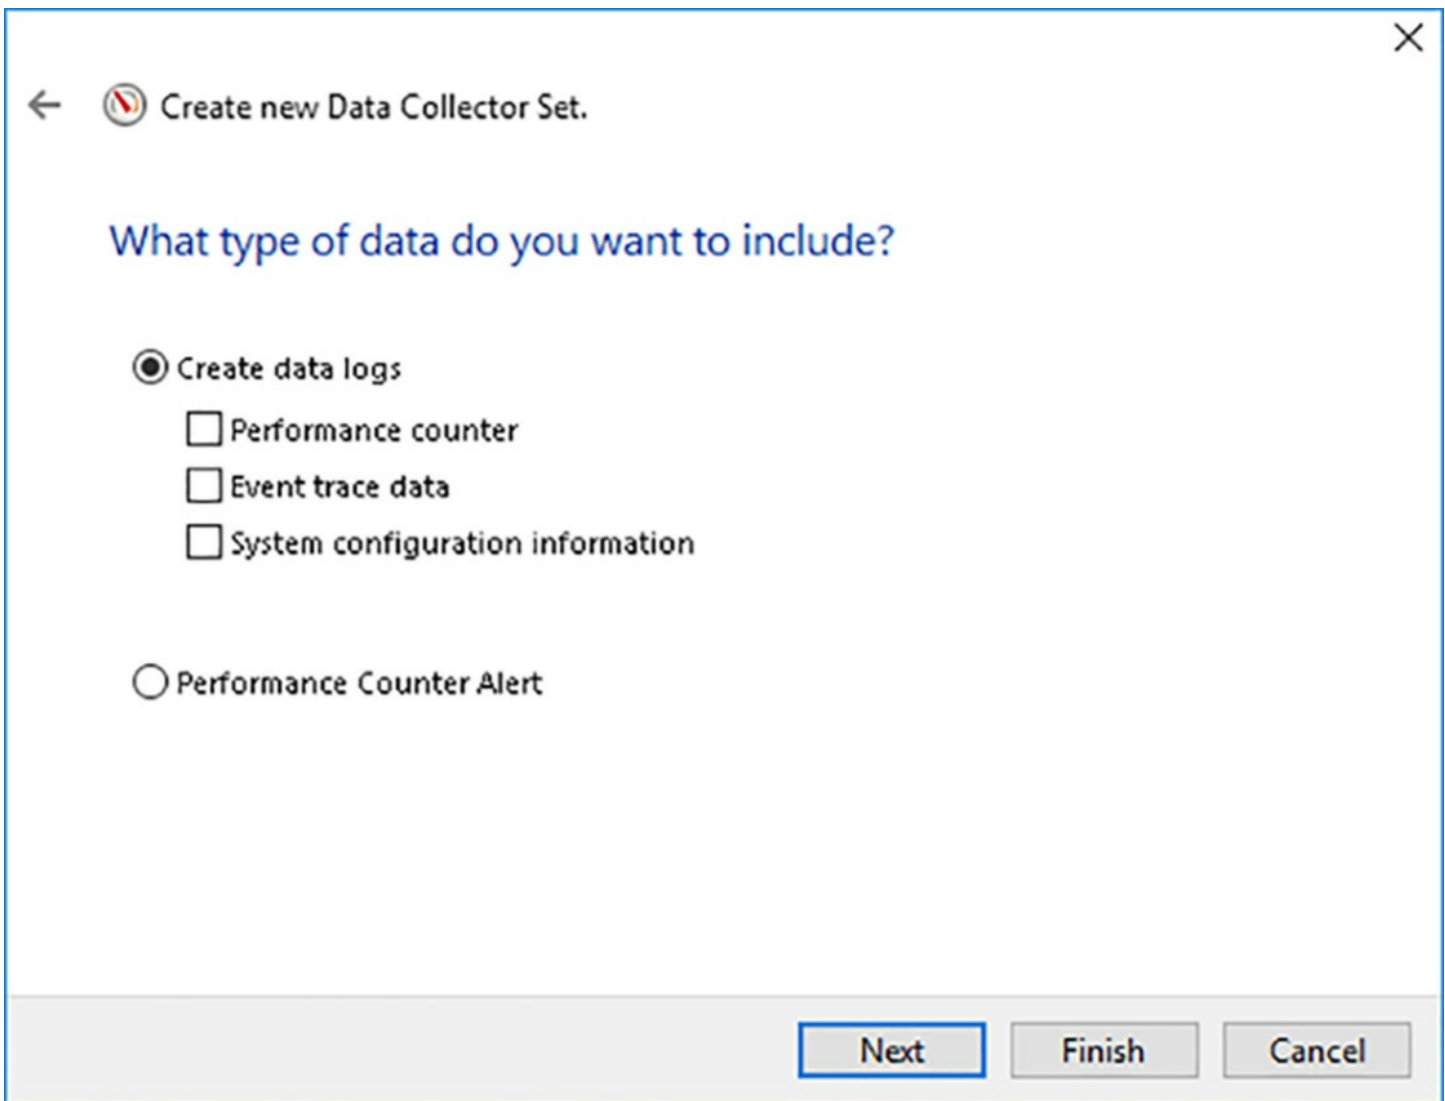 Create new Data Collector Set.
What type of data do you want to include?
Create data logs
Performance counter
Event trace data
System configuration information
Performance Counter Alert
Next Finish Cancel